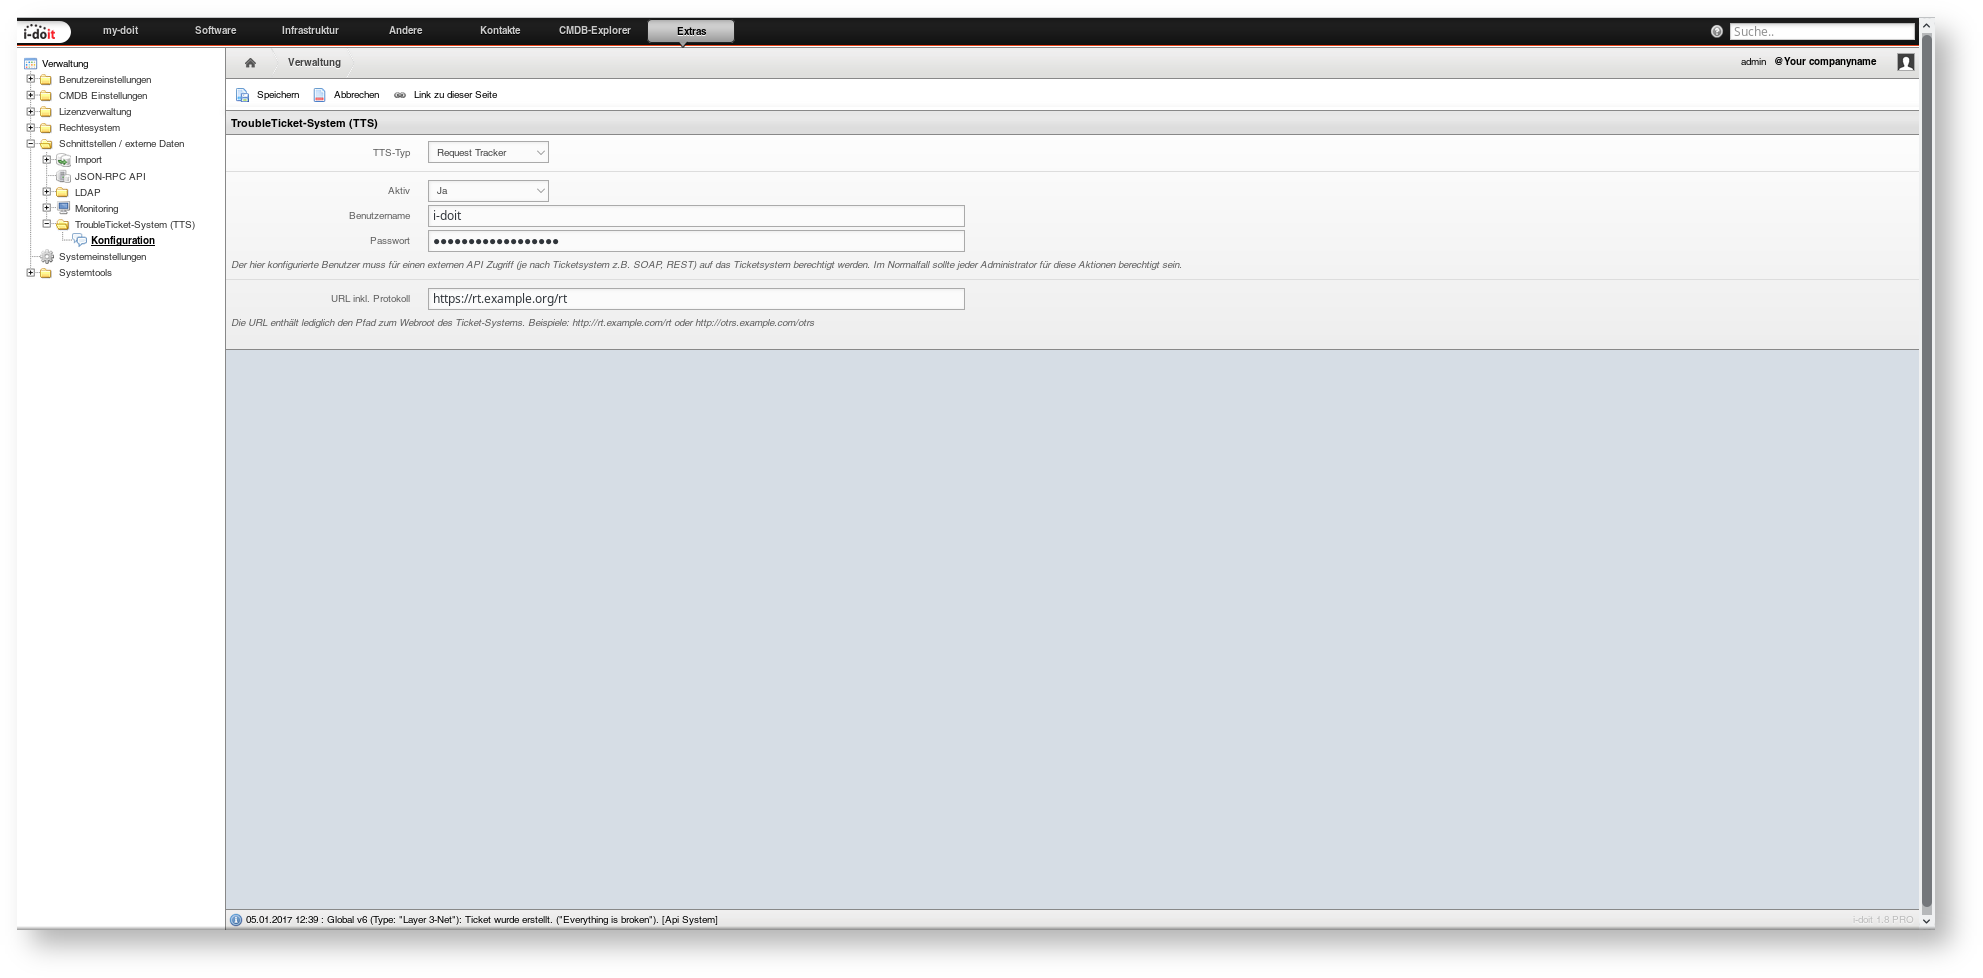 i-doit my-doit Software Infrastruktur Andere Kontakte CMDB-Explorer Extras Suche..
Verwaltung
Benutzereinstellungen
CMDB Einstellungen
Lizenzverwaltung
Rechtesystem
Schnittstellen / externe Daten
Import
JSON-RPC API
LDAP
Monitoring
TroubleTicket-System (TTS)
Konfiguration
Systemeinstellungen
Systemtools
Verwaltung admin @Your companyname
Speichern Abbrechen Link zu dieser Seite
TroubleTicket-System (TTS)
TTS-Typ Request Tracker
Aktiv Ja
Benutzername i-doit
Passwort ●●●●●●●●●●●●●●●●●●
Der hier konfigurierte Benutzer muss für einen externen API Zugriff (je nach Ticketsystem z.B. SOAP, REST) auf das Ticketsystem berechtigt werden. Im Normalfall sollte jeder Administrator für diese Aktionen berechtigt sein.
URL inkl. Protokoll https://rt.example.org/rt
Die URL enthält lediglich den Pfad zum Webroot des Ticket-Systems. Beispiele: http://rt.example.com/rt oder http://otrs.example.com/otrs
05.01.2017 12:39 : Global v6 (Type: "Layer 3-Net"): Ticket wurde erstellt. ("Everything is broken"). [Api System] i-doit 1.8 PRO